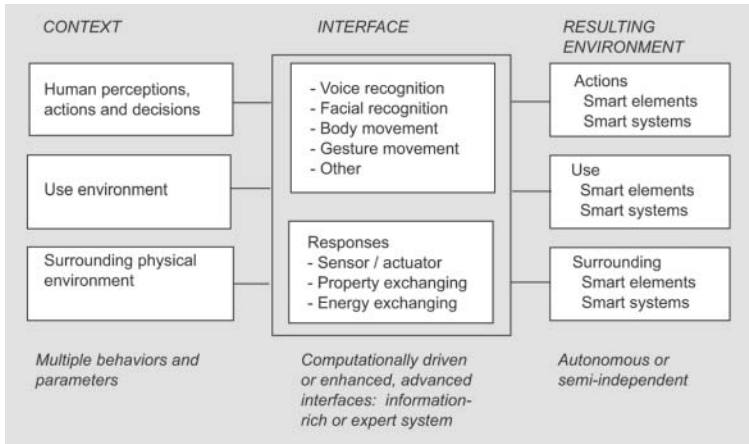 CONTEXT
Human perceptions,
actions and decisions
Use environment
Surrounding physical
environment
Multiple behaviors and
parameters
INTERFACE
- Voice recognition
- Facial recognition
- Body movement
- Gesture movement
- Other
Responses
- Sensor / actuator
- Property exchanging
- Energy exchanging
Computationally driven
or enhanced, advanced
interfaces: information-
rich or expert system
RESULTING
ENVIRONMENT
Actions
Smart elements
Smart systems
Use
Smart elements
Smart systems
Surrounding
Smart elements
Smart systems
Autonomous or
semi-independent